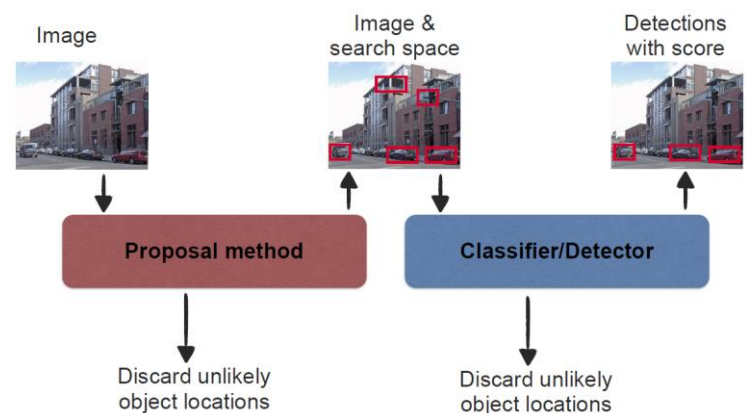 Image
Image &
search space
Detections
with score
Proposal method
Classifier/Detector
Discard unlikely
object locations
Discard unlikely
object locations